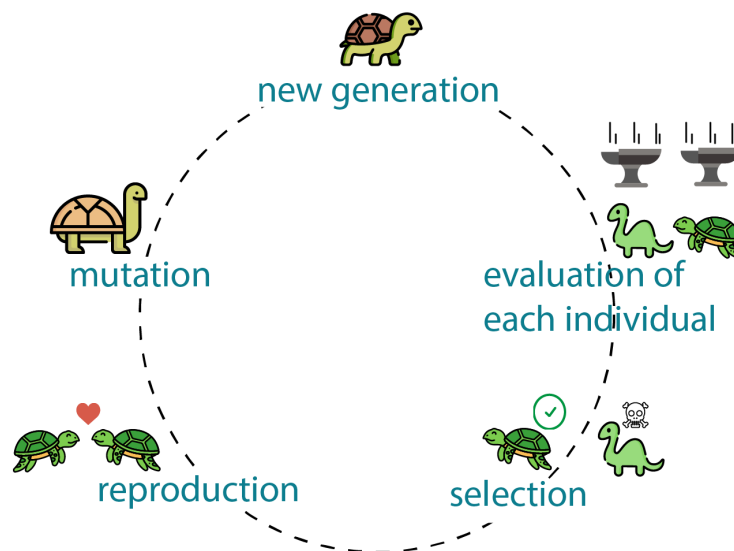 new generation
evaluation of
each individual
selection
reproduction
mutation